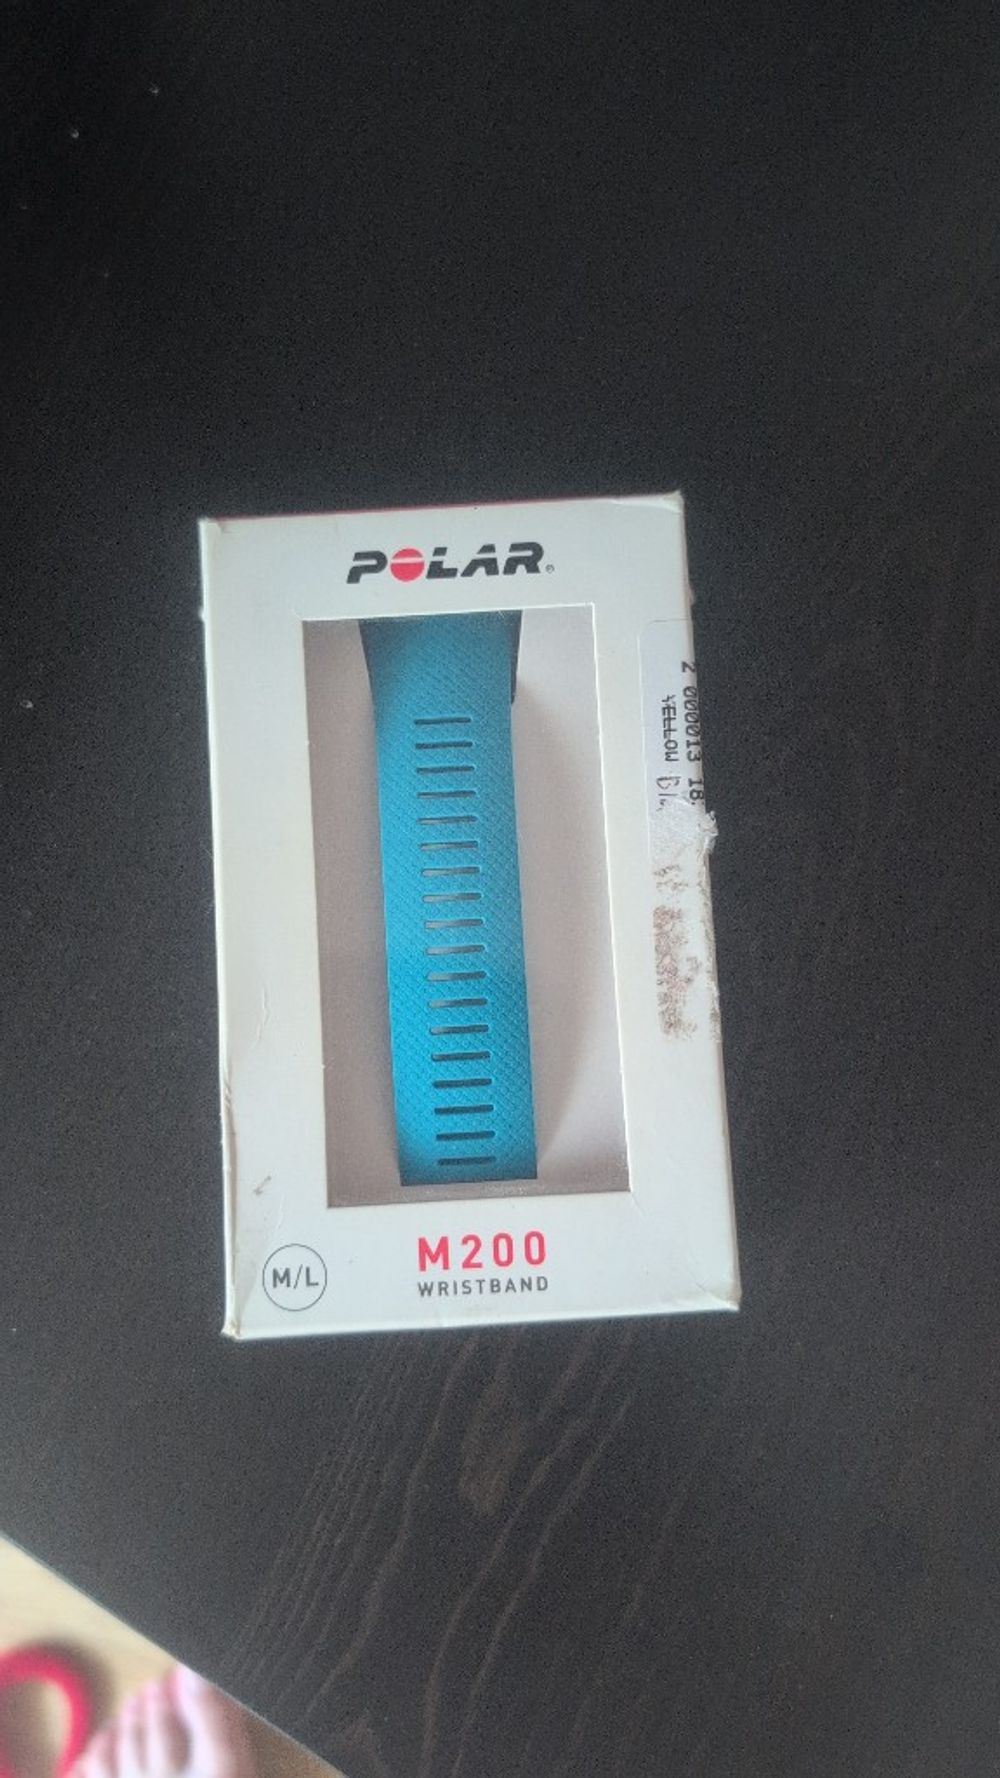 POLAR®
2 000013 18
YELLOW
M200
WRISTBAND
M/L